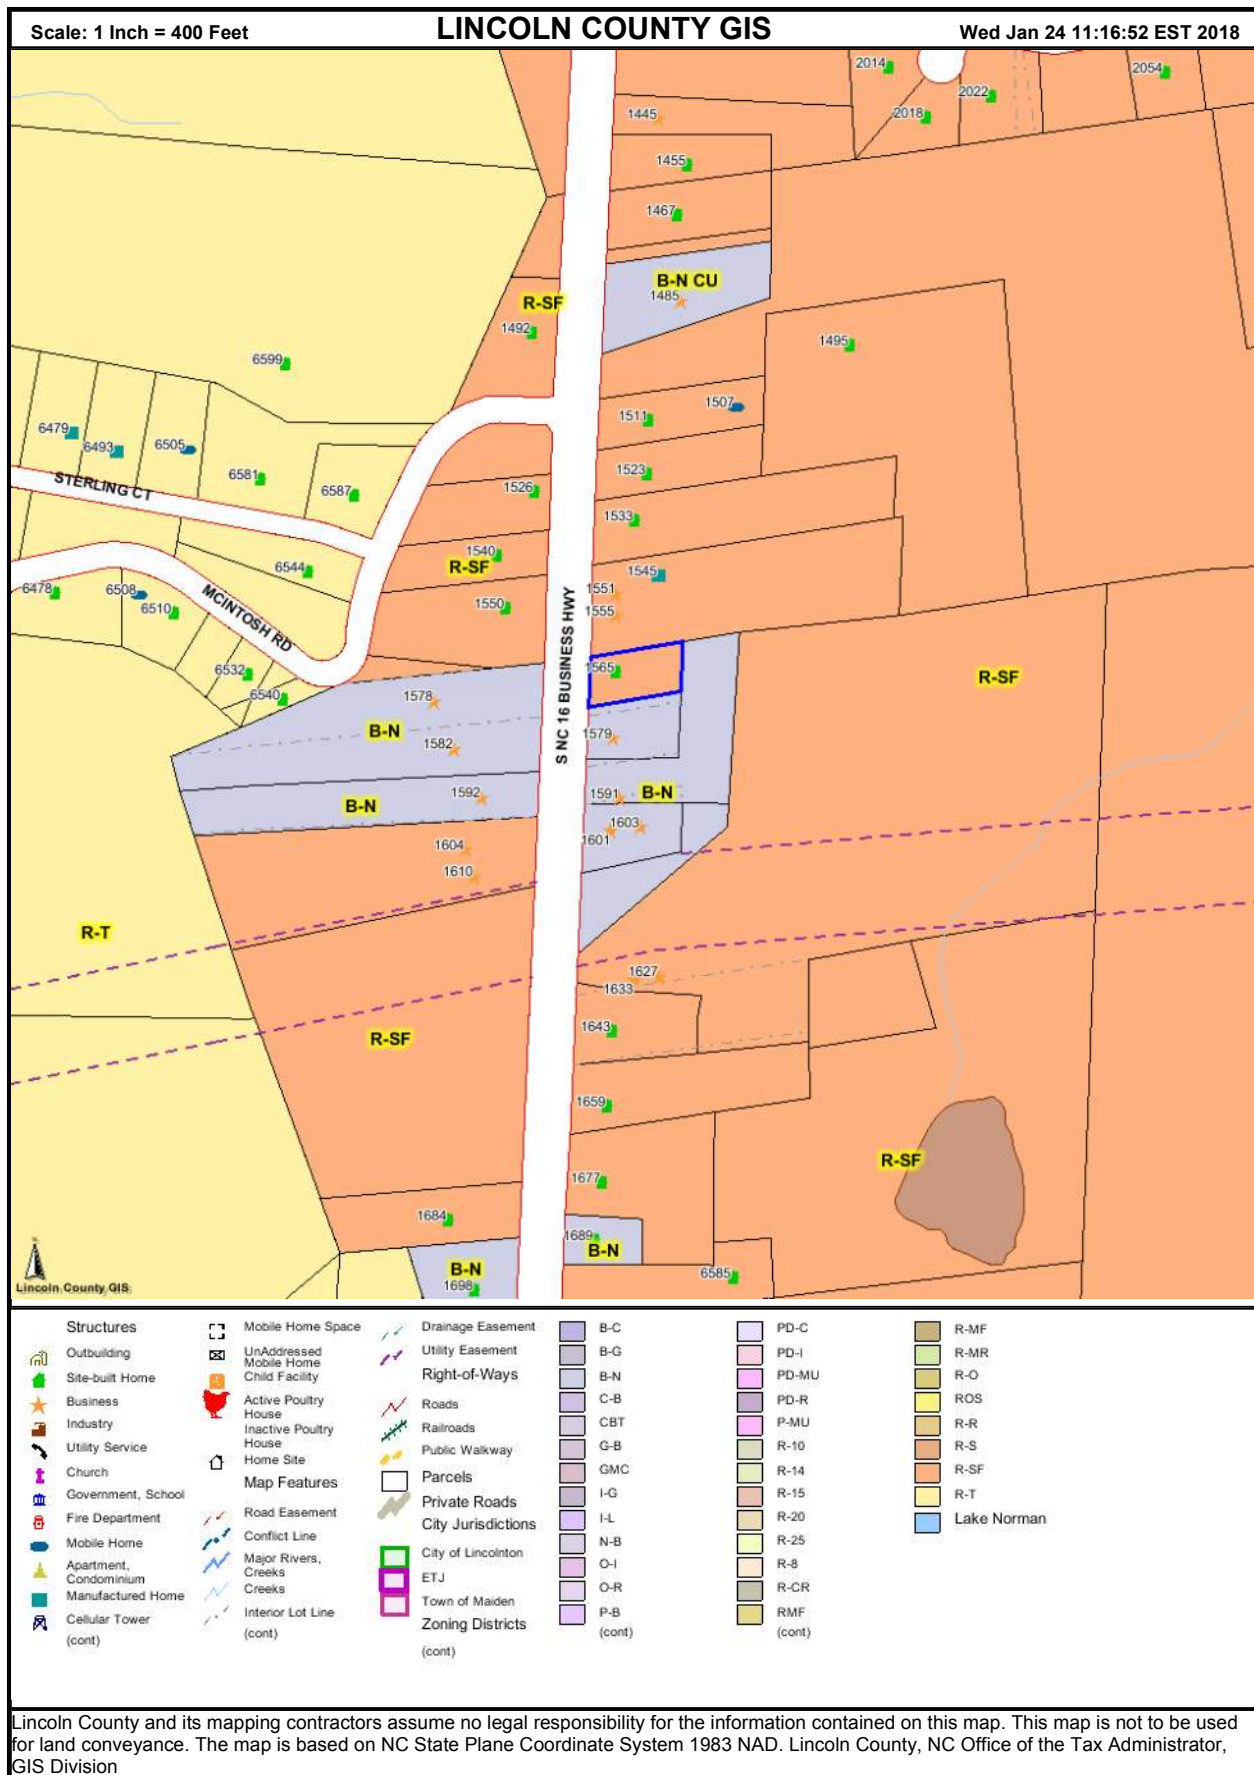 Scale: 1 Inch = 400 Feet
LINCOLN COUNTY GIS
Wed Jan 24 11:16:52 EST 2018
2014
2054
2022
2018
1445
1455
1467
B-N CU
1485
R-SF
1492
1495
6599
1507
1511
6479
6493
6505
6581
6587
STERLING CT
1523
1526
1533
1540
R-SF
6544
1545
1551
1555
1550
6478
6508
6510
MCINTOSH RD
S NC 16 BUSINESS HWY
1565
6532
6540
R-SF
1578
B-N
1582
1579
1592
B-N
1591
B-N
1603
1601
1604
1610
R-T
1627
1633
1643
R-SF
1659
R-SF
1677
1684
1689
B-N
B-N
1698
6585
Lincoln County GIS
Structures
Outbuilding
Site-built Home
Business
Industry
Utility Service
Church
Government, School
Fire Department
Mobile Home
Apartment,
Condominium
Manufactured Home
Cellular Tower
(cont)
Mobile Home Space
UnAddressed
Mobile Home
Child Facility
Active Poultry
House
Inactive Poultry
House
Home Site
Map Features
Road Easement
Conflict Line
Major Rivers,
Creeks
Creeks
Interior Lot Line
(cont)
Drainage Easement
Utility Easement
Right-of-Ways
Roads
Railroads
Public Walkway
Parcels
Private Roads
City Jurisdictions
City of Lincolnton
ETJ
Town of Maiden
Zoning Districts
(cont)
B-C
B-G
B-N
C-B
CBT
G-B
GMC
I-G
I-L
N-B
O-I
O-R
P-B
(cont)
PD-C
PD-I
PD-MU
PD-R
P-MU
R-10
R-14
R-15
R-20
R-25
R-8
R-CR
RMF
(cont)
R-MF
R-MR
R-O
ROS
R-R
R-S
R-SF
R-T
Lake Norman
Lincoln County and its mapping contractors assume no legal responsibility for the information contained on this map. This map is not to be used
for land conveyance. The map is based on NC State Plane Coordinate System 1983 NAD. Lincoln County, NC Office of the Tax Administrator,
GIS Division